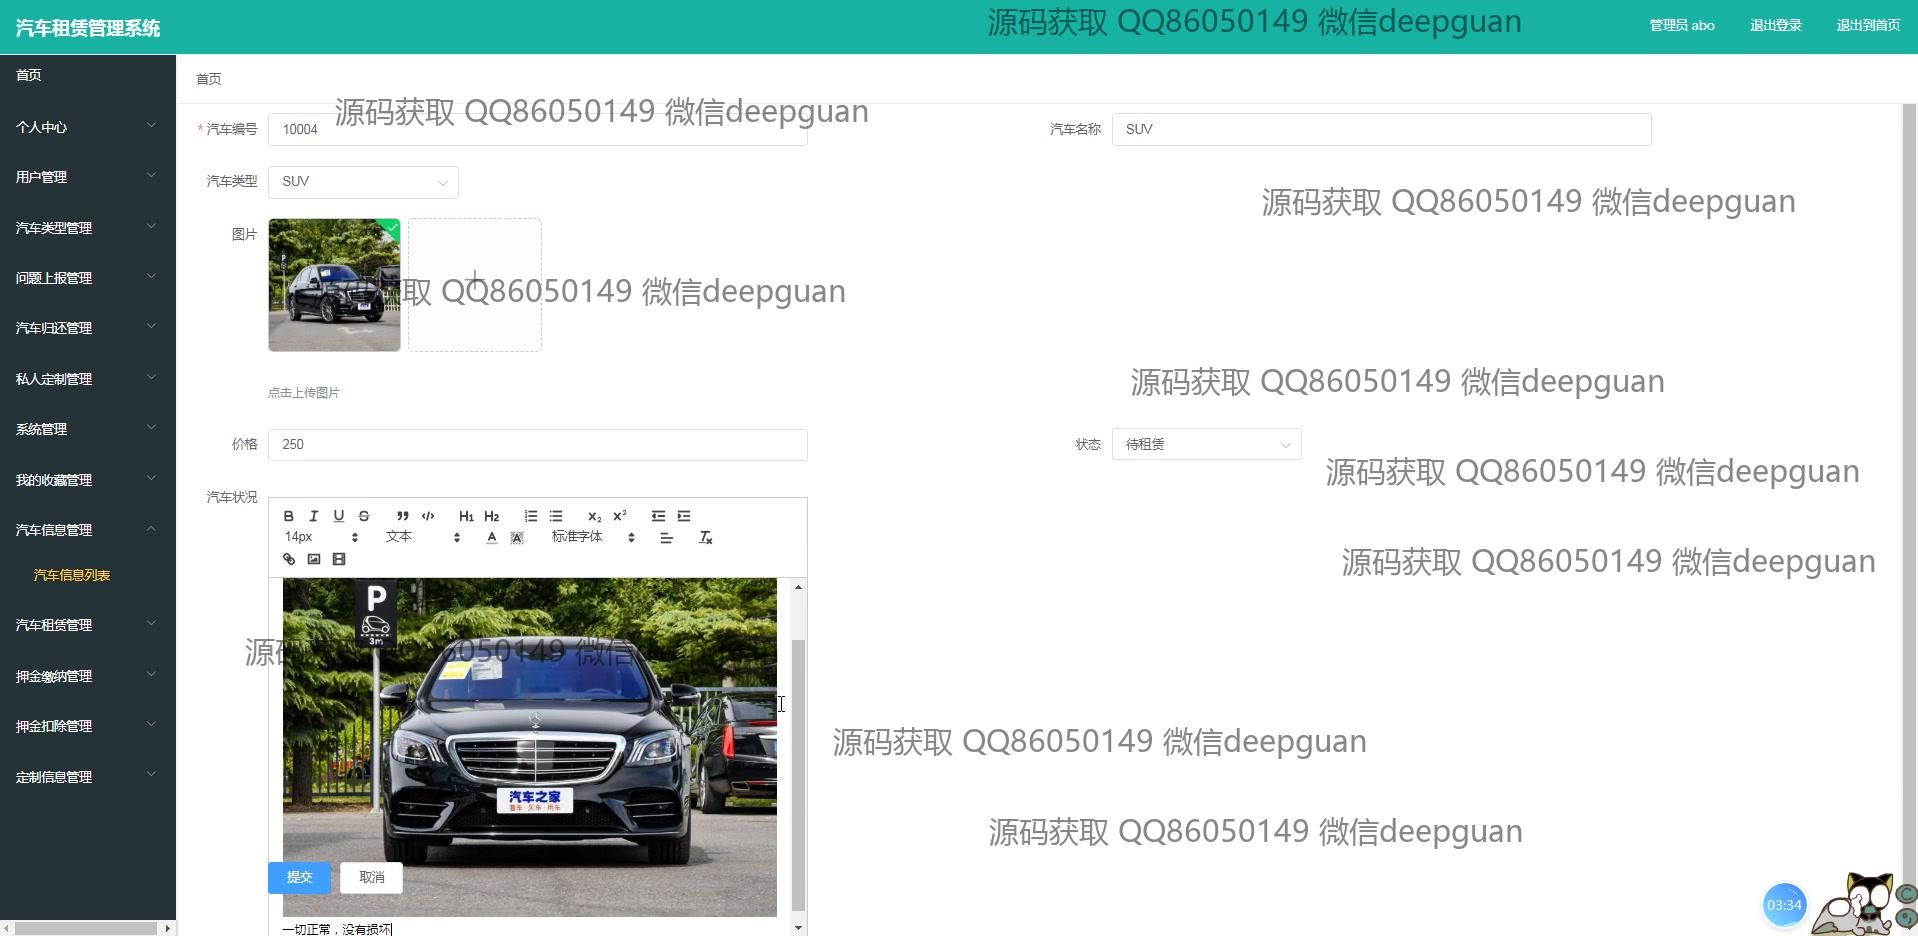 汽车租赁管理系统
源码获取 QQ86050149 微信deepguan
管理员 abo
退出登录
退出到首页
首页
个人中心
用户管理
汽车类型管理
问题上报管理
汽车归还管理
私人定制管理
系统管理
我的收藏管理
汽车信息管理
汽车信息列表
汽车租赁管理
押金缴纳管理
押金扣除管理
定制信息管理
首页
源码获取 QQ86050149 微信deepguan
* 汽车编号 10004
汽车名称 SUV
汽车类型 SUV
源码获取 QQ86050149 微信deepguan
图片
P
取 QQ86050149 微信deepguan
点击上传图片
源码获取 QQ86050149 微信deepguan
价格 250
状态 待租赁
源码获取 QQ86050149 微信deepguan
汽车状况
B I U S H1 H2 X2 X2
14px 文本 A A 标准字体 Tx
源码获取 QQ86050149 微信deepguan
P
3m
源码 6050149 微信
源码获取 QQ86050149 微信deepguan
汽车之家
看车·买车·用车
源码获取 QQ86050149 微信deepguan
提交 取消
03:34
一切正常，没有损坏